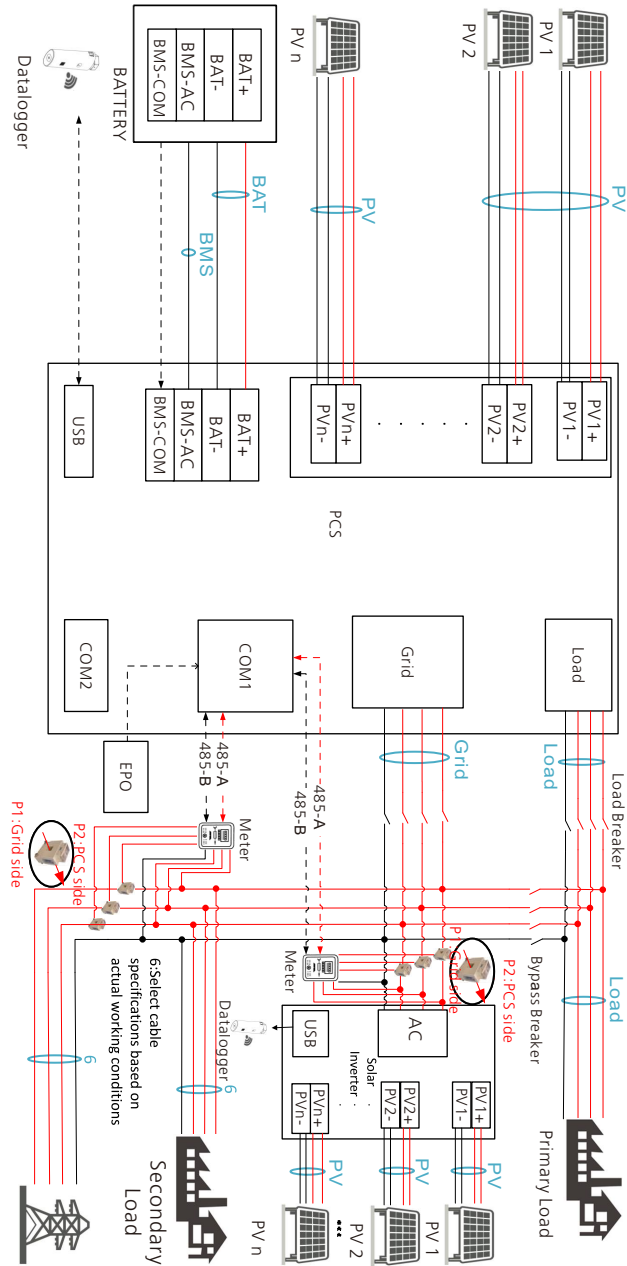 PV 1
PV 2
PV n
PV
PV
BAT+
BAT-
BMS-AC
BMS-COM
BATTERY
BAT
BMS
Datalogger
PV1+
PV1-
PV2+
PV2-
. . . . .
PVn+
PVn-
BAT+
BAT-
BMS-AC
BMS-COM
USB
PCS
Load
Grid
COM1
COM2
EPO
Load
Load Breaker
Grid
485-A
485-B
485-A
485-B
Meter
P2:PCS side
P1:Grid side
Bypass Breaker
Load
Primary Load
P2:PCS side
P1:Grid side
Meter
AC
USB
Solar
Inverter
PV1+
PV1-
PV2+
PV2-
. .
PVn+
PVn-
PV
PV
PV
PV 1
PV 2
PV n
Datalogger
6
Secondary
Load
6:Select cable
specifications based on
actual working conditions
6